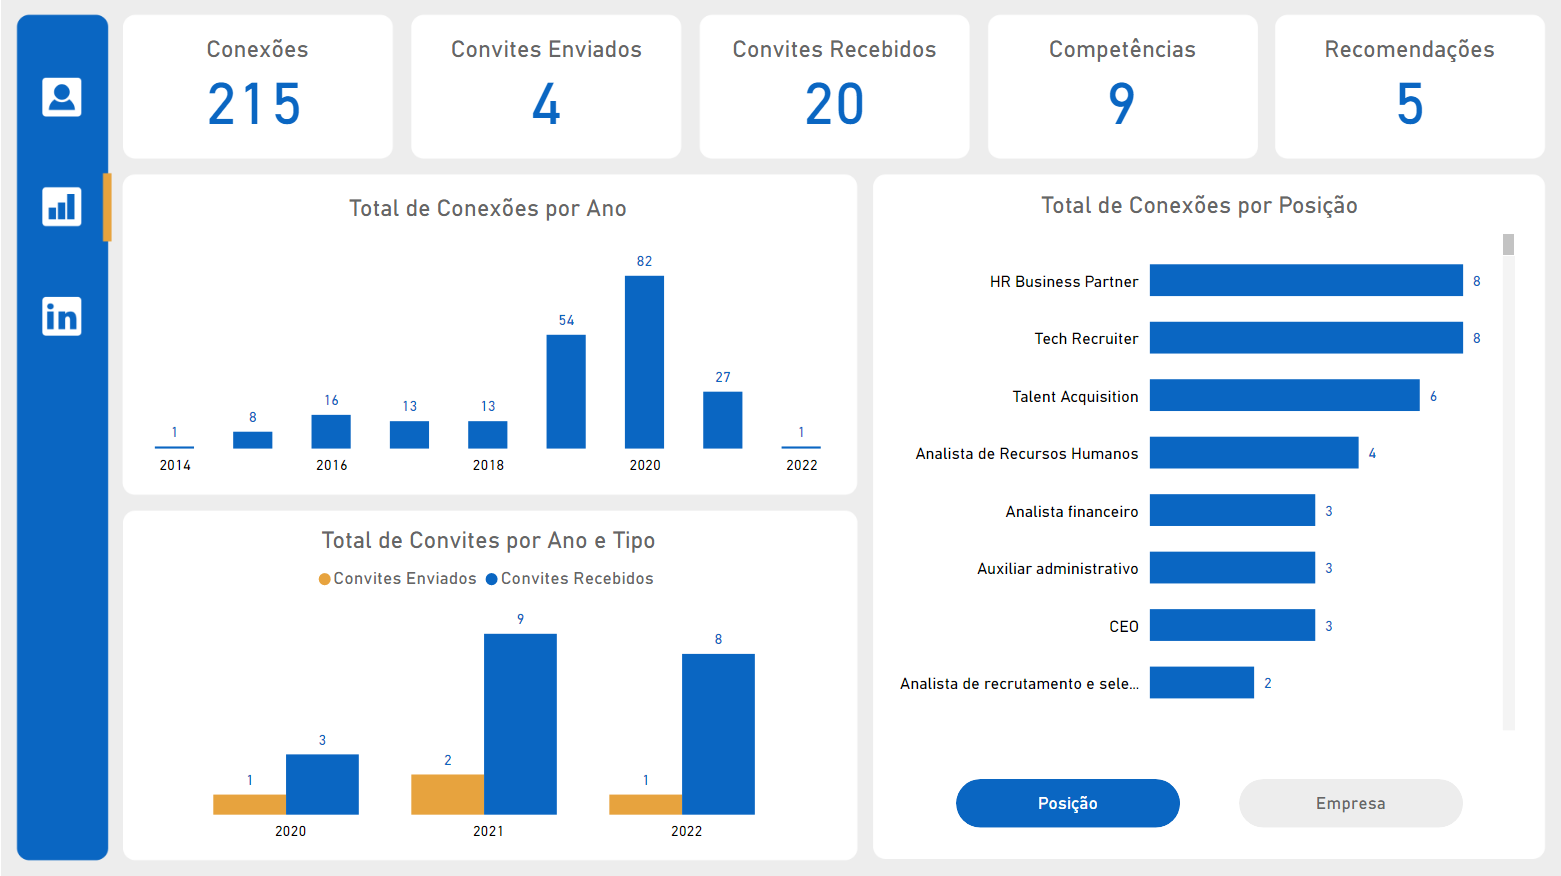 Conexões
215
Convites Enviados
4
Convites Recebidos
20
Competências
9
Recomendações
5
in
Total de Conexões por Ano
1
8
16
13
13
54
82
27
1
2014
2016
2018
2020
2022
Total de Convites por Ano e Tipo
Convites Enviados Convites Recebidos
1
3
2
9
1
8
2020
2021
2022
Total de Conexões por Posição
HR Business Partner 8
Tech Recruiter 8
Talent Acquisition 6
Analista de Recursos Humanos 4
Analista financeiro 3
Auxiliar administrativo 3
CEO 3
Analista de recrutamento e sele... 2
Posição
Empresa